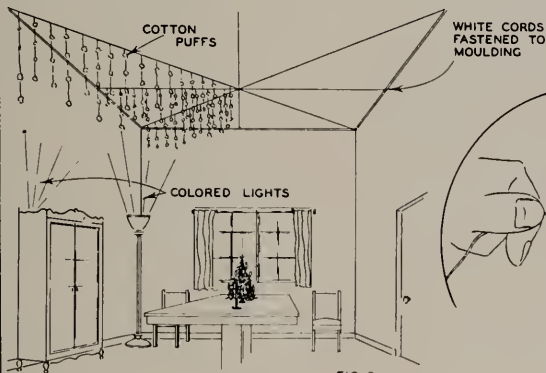 COTTON
PUFFS
WHITE CORDS
FASTENED TO
MOULDING
COLORED LIGHTS